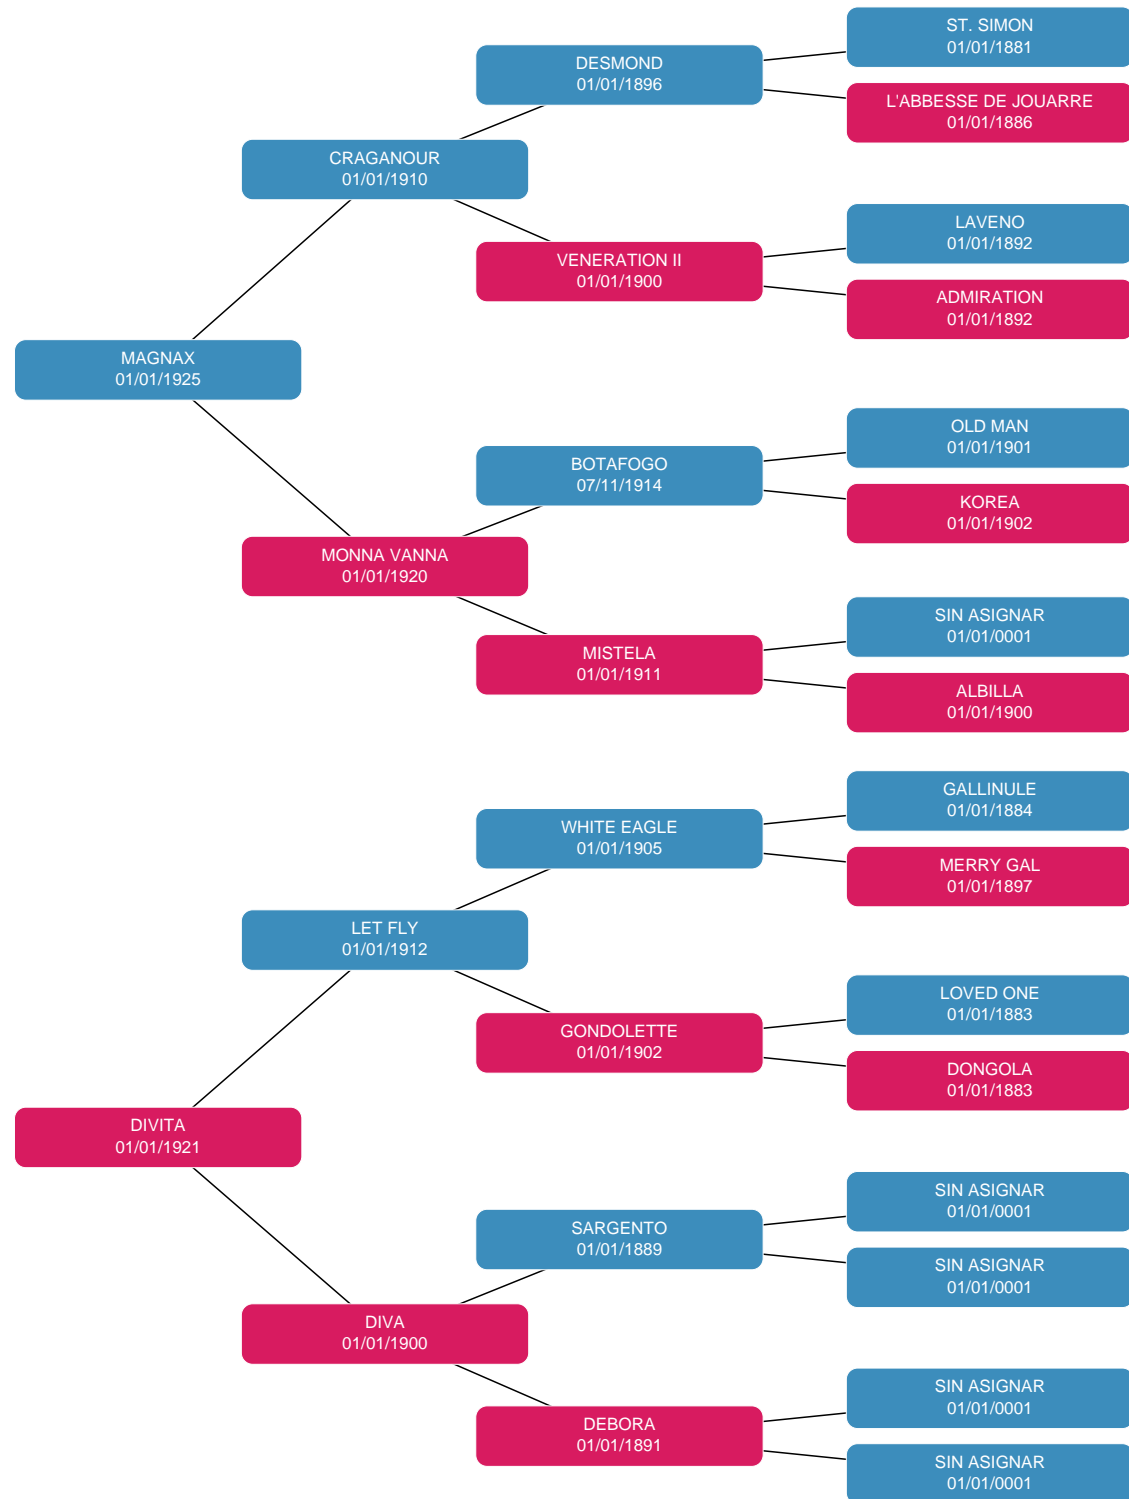 ST. SIMON
01/01/1881
DESMOND
01/01/1896
L'ABBESSE DE JOUARRE
01/01/1886
CRAGANOUR
01/01/1910
LAVENO
01/01/1892
VENERATION II
01/01/1900
ADMIRATION
01/01/1892
MAGNAX
01/01/1925
OLD MAN
01/01/1901
BOTAFOGO
07/11/1914
KOREA
01/01/1902
MONNA VANNA
01/01/1920
SIN ASIGNAR
01/01/0001
MISTELA
01/01/1911
ALBILLA
01/01/1900
GALLINULE
01/01/1884
WHITE EAGLE
01/01/1905
MERRY GAL
01/01/1897
LET FLY
01/01/1912
LOVED ONE
01/01/1883
GONDOLETTE
01/01/1902
DONGOLA
01/01/1883
DIVITA
01/01/1921
SIN ASIGNAR
01/01/0001
SARGENTO
01/01/1889
SIN ASIGNAR
01/01/0001
DIVA
01/01/1900
SIN ASIGNAR
01/01/0001
DEBORA
01/01/1891
SIN ASIGNAR
01/01/0001